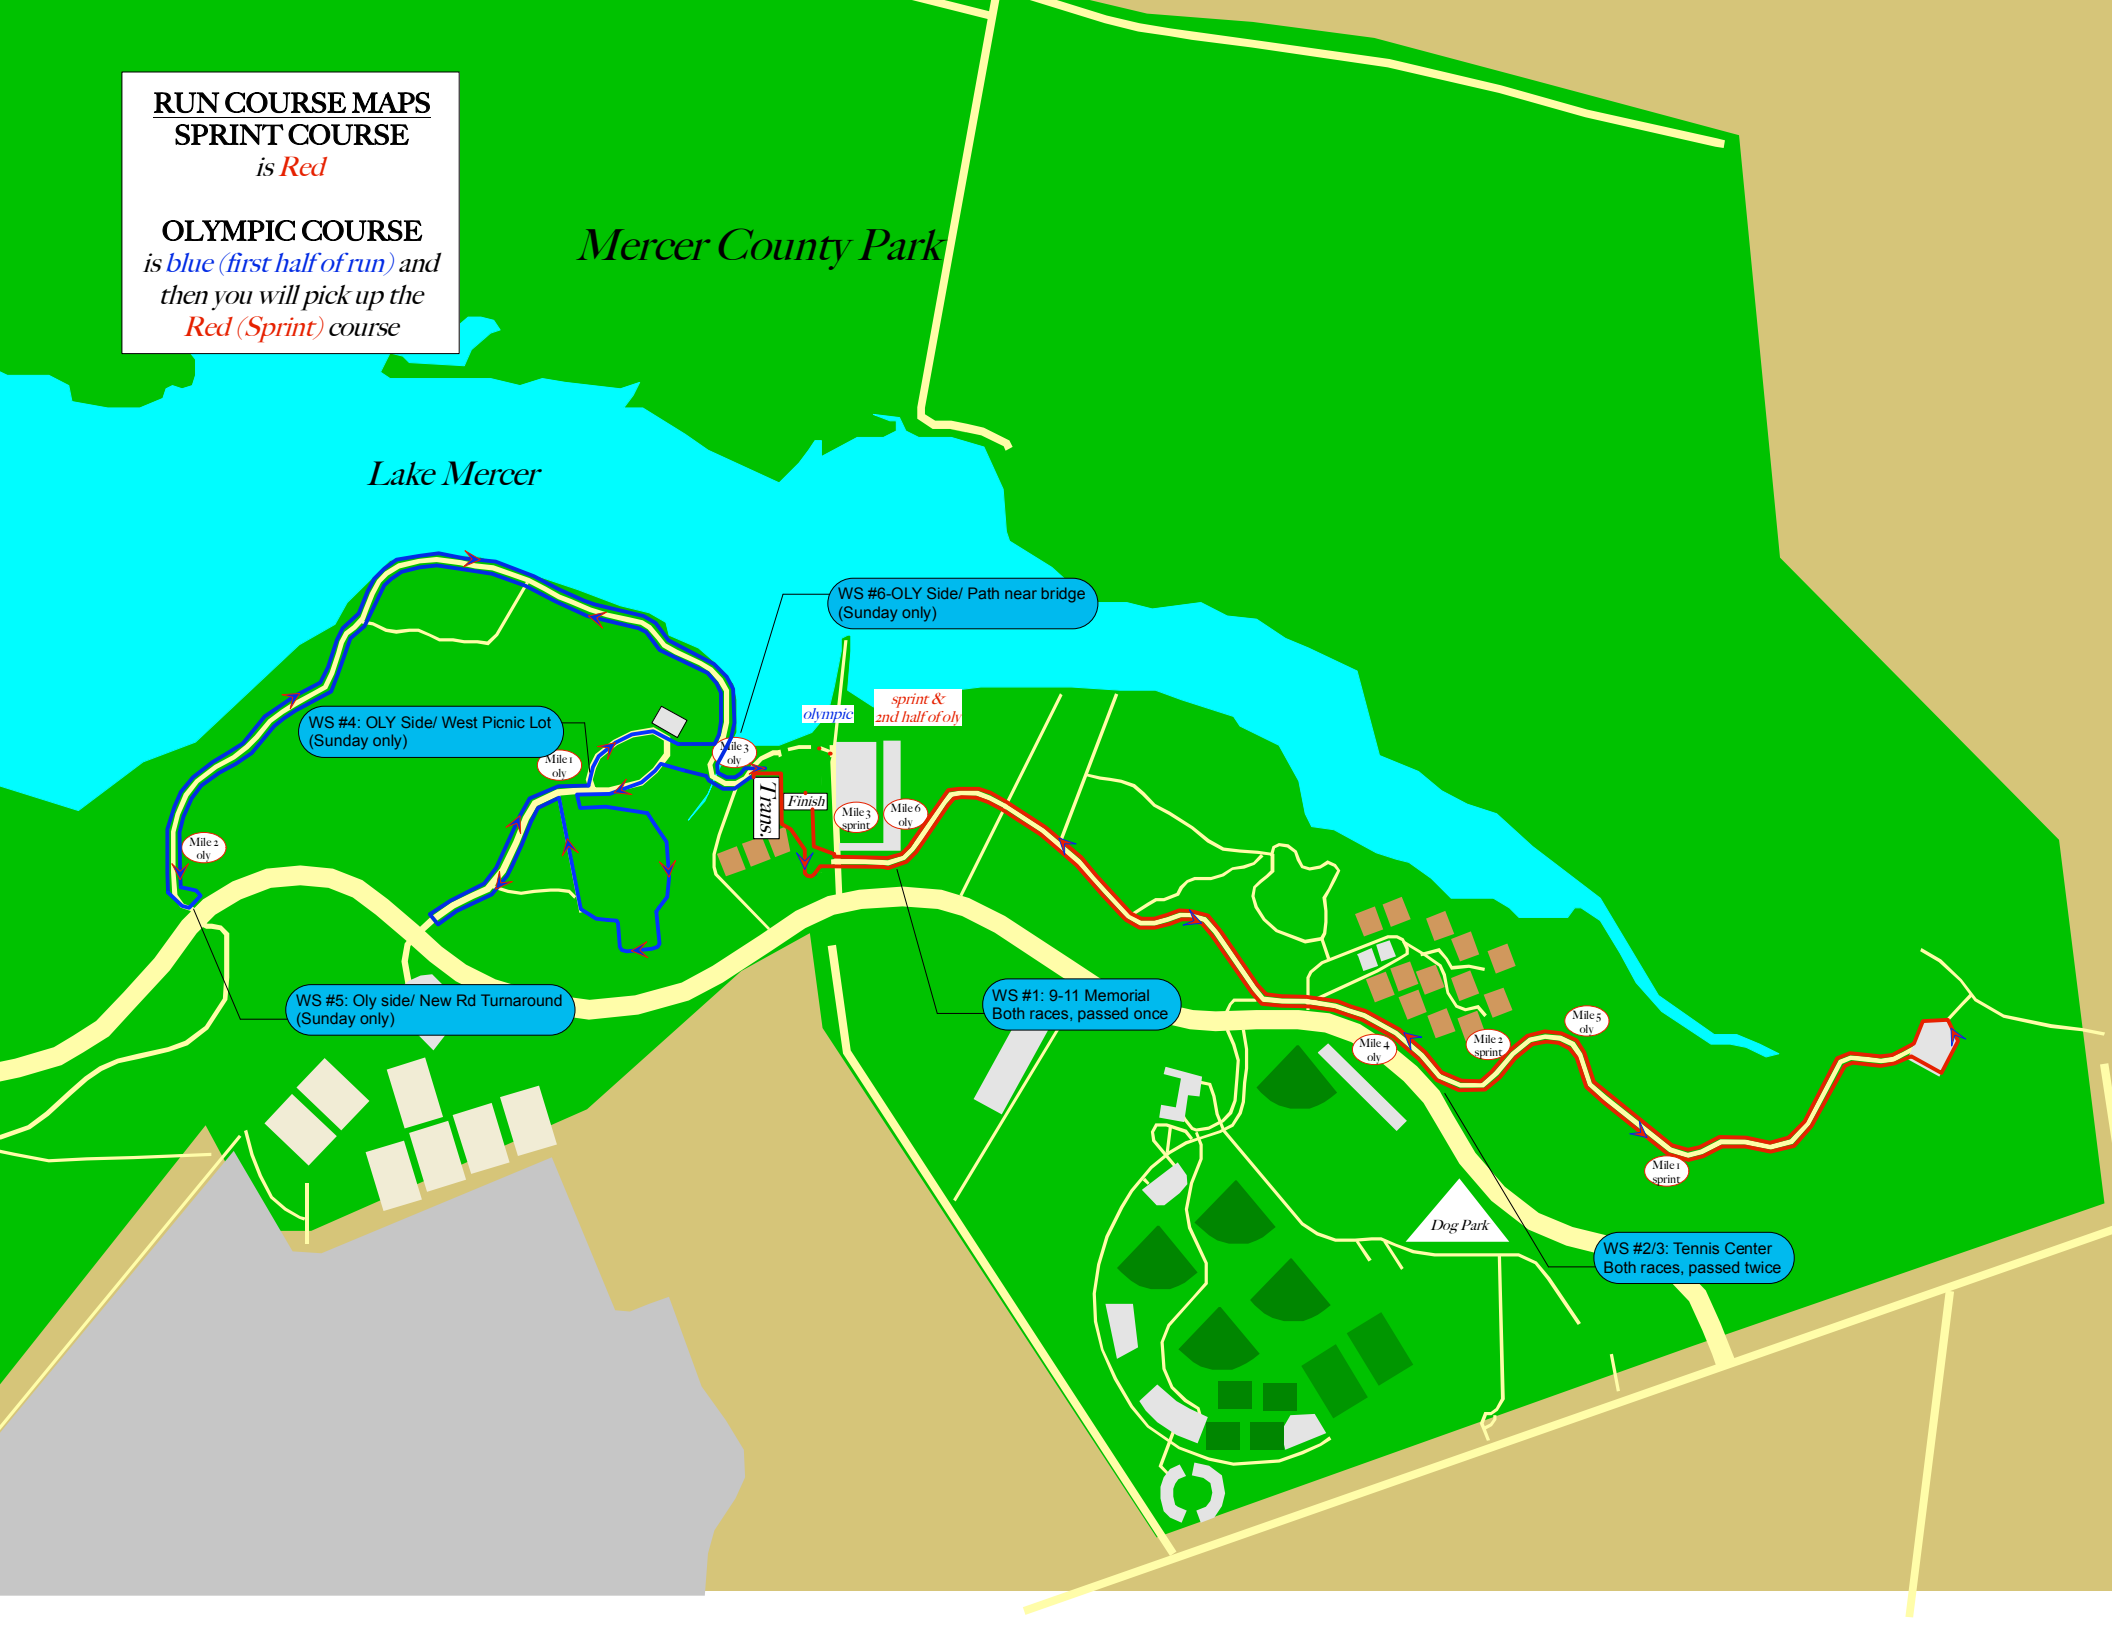 RUN COURSE MAPS
SPRINT COURSE
is Red
OLYMPIC COURSE
is blue (first half of run) and
then you will pick up the
Red (Sprint) course
Mercer County Park
Lake Mercer
WS #6-OLY Side/ Path near bridge
(Sunday only)
olympic
sprint &
2nd half of oly
WS #4: OLY Side/ West Picnic Lot
(Sunday only)
Mile 1
oly
Mile 3
oly
Trans.
Finish
Mile 3
sprint
Mile 6
oly
Mile 2
oly
WS #5: Oly side/ New Rd Turnaround
(Sunday only)
WS #1: 9-11 Memorial
Both races, passed once
Mile 4
oly
Mile 2
sprint
Mile 5
oly
Mile 1
sprint
Dog Park
WS #2/3: Tennis Center
Both races, passed twice